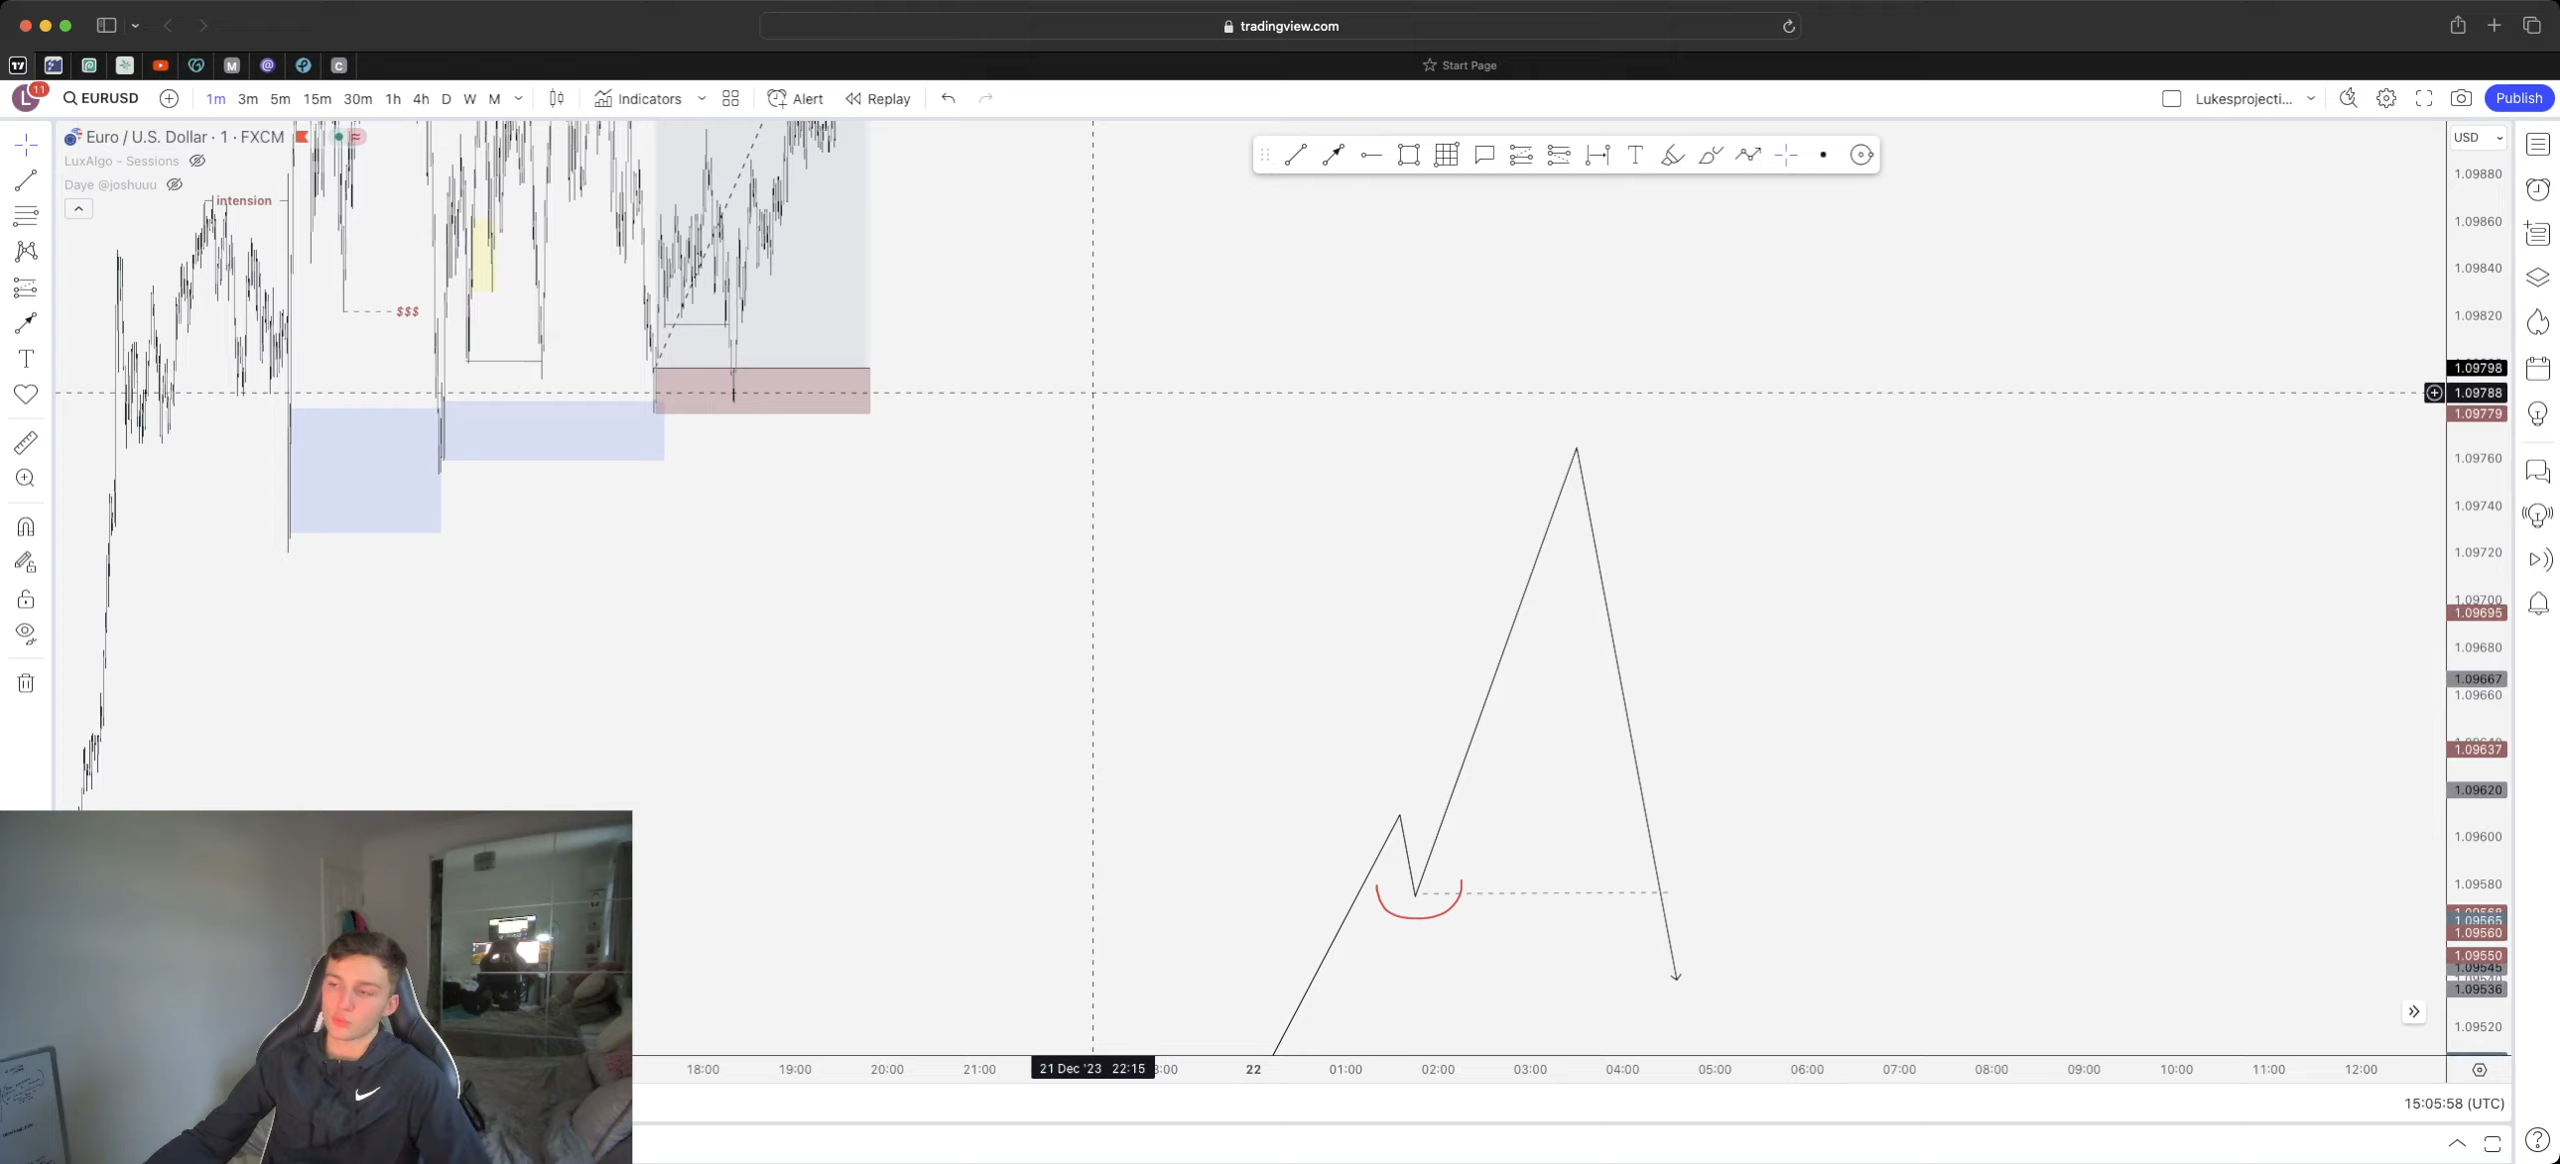 tradingview.com
Start Page
L 11 EURUSD 1m 3m 5m 15m 30m 1h 4h D W M Indicators Alert Replay Lukesprojecti... Publish
Euro / U.S. Dollar · 1 · FXCM
LuxAlgo - Sessions
Daye @joshuuu
intension
$$$
USD
1.09880
1.09860
1.09840
1.09820
1.09798
1.09788
1.09779
1.09760
1.09740
1.09720
1.09700
1.09695
1.09680
1.09667
1.09660
1.09637
1.09620
1.09600
1.09580
1.09565
1.09560
1.09550
1.09545
1.09536
1.09520
18:00 19:00 20:00 21:00 21 Dec '23 22:15 22 01:00 02:00 03:00 04:00 05:00 06:00 07:00 08:00 09:00 10:00 11:00 12:00
15:05:58 (UTC)